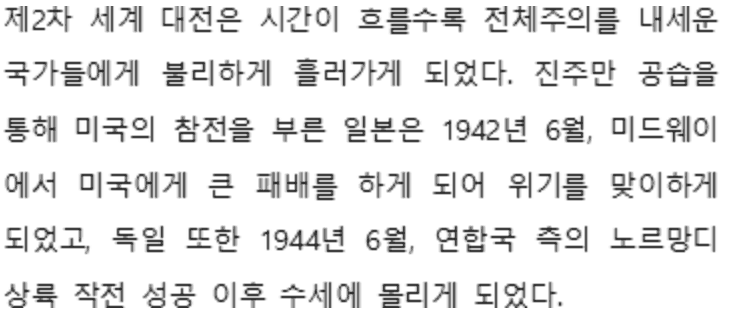 제2차 세계 대전은 시간이 흐를수록 전체주의를 내세운
국가들에게 불리하게 흘러가게 되었다. 진주만 공습을
통해 미국의 참전을 부른 일본은 1942년 6월, 미드웨이
에서 미국에게 큰 패배를 하게 되어 위기를 맞이하게
되었고, 독일 또한 1944년 6월, 연합국 측의 노르망디
상륙 작전 성공 이후 수세에 몰리게 되었다.